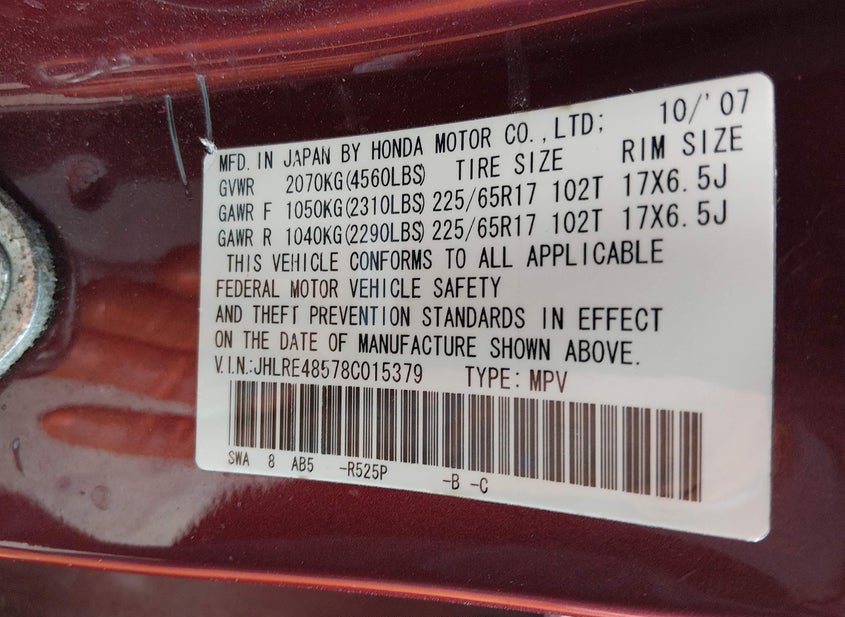 MFD. IN JAPAN BY HONDA MOTOR CO.,LTD; 10/'07
GVWR 2070KG(4560LBS) TIRE SIZE RIM SIZE
GAWR F 1050KG(2310LBS) 225/65R17 102T 17X6.5J
GAWR R 1040KG(2290LBS) 225/65R17 102T 17X6.5J
THIS VEHICLE CONFORMS TO ALL APPLICABLE
FEDERAL MOTOR VEHICLE SAFETY
AND THEFT PREVENTION STANDARDS IN EFFECT
ON THE DATE OF MANUFACTURE SHOWN ABOVE.
V.I.N.:JHLRE48578C015379 TYPE: MPV
SWA 8 AB5 -R525P -B -C